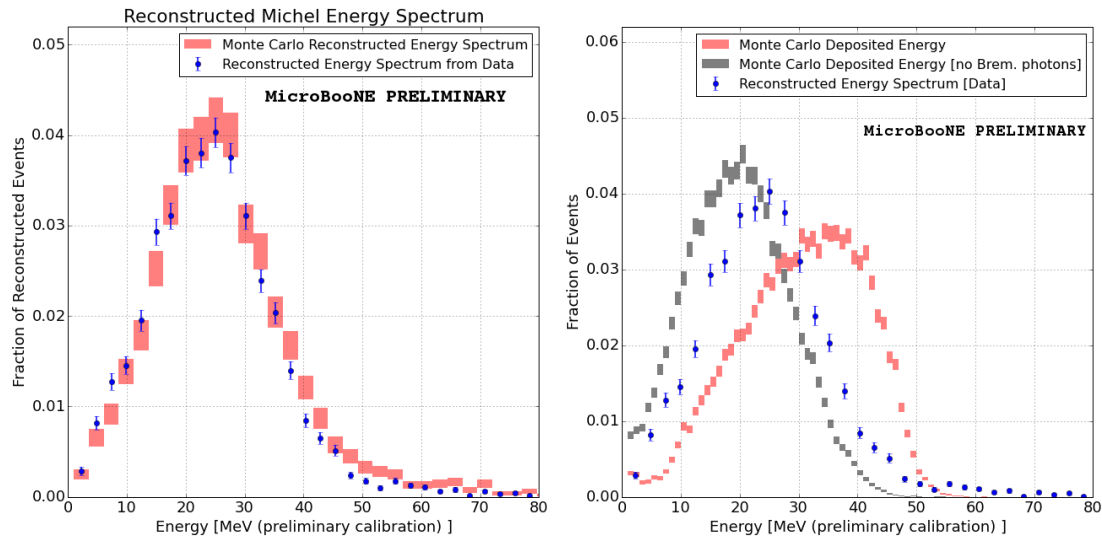 Reconstructed Michel Energy Spectrum
Monte Carlo Reconstructed Energy Spectrum
Reconstructed Energy Spectrum from Data
MicroBooNE PRELIMINARY
Fraction of Reconstructed Events
0.05
0.04
0.03
0.02
0.01
0.00
0 10 20 30 40 50 60 70 80
Energy [MeV (preliminary calibration) ]
Monte Carlo Deposited Energy
Monte Carlo Deposited Energy [no Brem. photons]
Reconstructed Energy Spectrum [Data]
MicroBooNE PRELIMINARY
Fraction of Events
0.06
0.05
0.04
0.03
0.02
0.01
0.00
0 10 20 30 40 50 60 70 80
Energy [MeV (preliminary calibration) ]